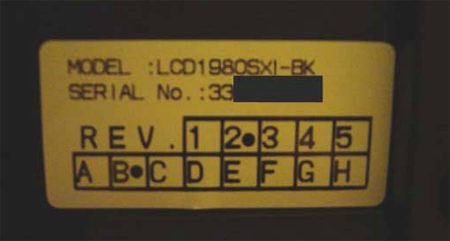 MODEL :LCD1980SXI-BK
SERIAL No.:33
REV. 1 2●3 4 5
A B●C D E F G H